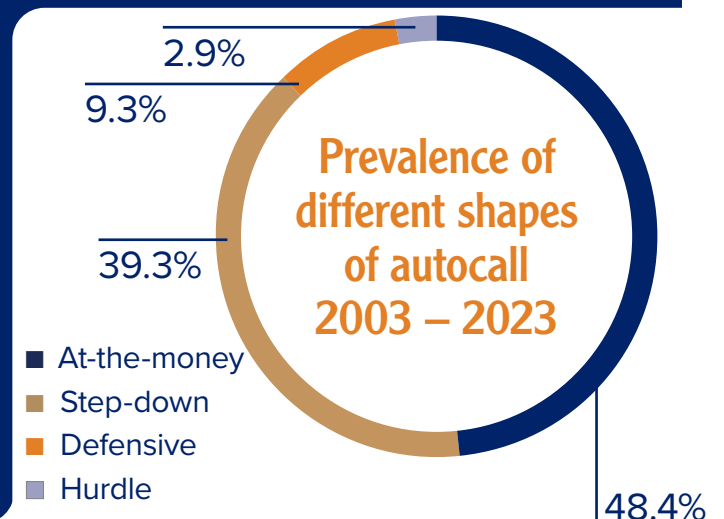 2.9%
9.3%
Prevalence of
different shapes
of autocall
2003 – 2023
39.3%
At-the-money
Step-down
Defensive
Hurdle
48.4%